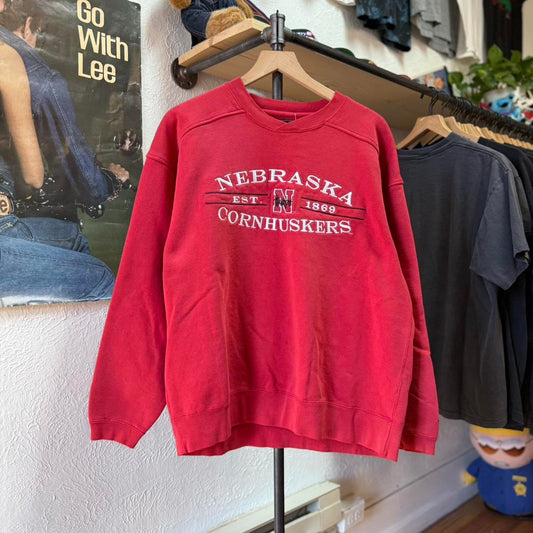 Go
With
Lee
NEBRASKA
EST. N 1869
CORNHUSKERS